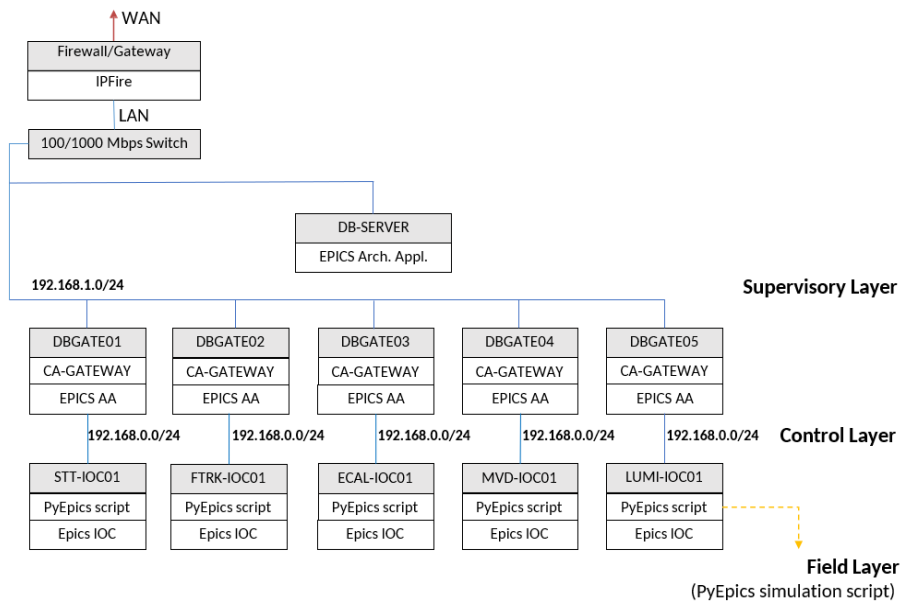 WAN
Firewall/Gateway
IPFire
LAN
100/1000 Mbps Switch
DB-SERVER
EPICS Arch. Appl.
192.168.1.0/24
Supervisory Layer
DBGATE01 DBGATE02 DBGATE03 DBGATE04 DBGATE05
CA-GATEWAY CA-GATEWAY CA-GATEWAY CA-GATEWAY CA-GATEWAY
EPICS AA EPICS AA EPICS AA EPICS AA EPICS AA
192.168.0.0/24 192.168.0.0/24 192.168.0.0/24 192.168.0.0/24 192.168.0.0/24 Control Layer
STT-IOC01 FTRK-IOC01 ECAL-IOC01 MVD-IOC01 LUMI-IOC01
PyEpics script PyEpics script PyEpics script PyEpics script PyEpics script
Epics IOC Epics IOC Epics IOC Epics IOC Epics IOC
Field Layer
(PyEpics simulation script)